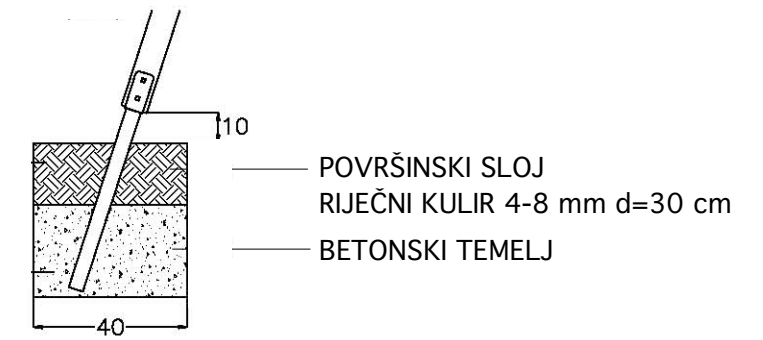 10
POVRŠINSKI SLOJ
RIJEČNI KULIR 4-8 mm d=30 cm
BETONSKI TEMELJ
40